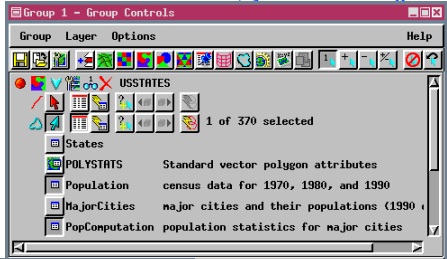 Group 1 - Group Controls
Group Layer Options Help
USSTATES
1 of 370 selected
States
POLYSTATS Standard vector polygon attributes
Population census data for 1970, 1980, and 1990
MajorCities major cities and their populations (1990
PopComputation population statistics for major cities